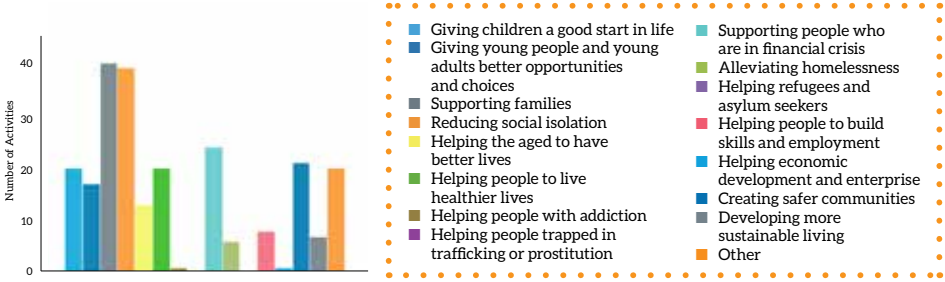 Number of Activities
40
30
20
10
0
Giving children a good start in life
Giving young people and young
adults better opportunities
and choices
Supporting families
Reducing social isolation
Helping the aged to have
better lives
Helping people to live
healthier lives
Helping people with addiction
Helping people trapped in
trafficking or prostitution
Supporting people who
are in financial crisis
Alleviating homelessness
Helping refugees and
asylum seekers
Helping people to build
skills and employment
Helping economic
development and enterprise
Creating safer communities
Developing more
sustainable living
Other